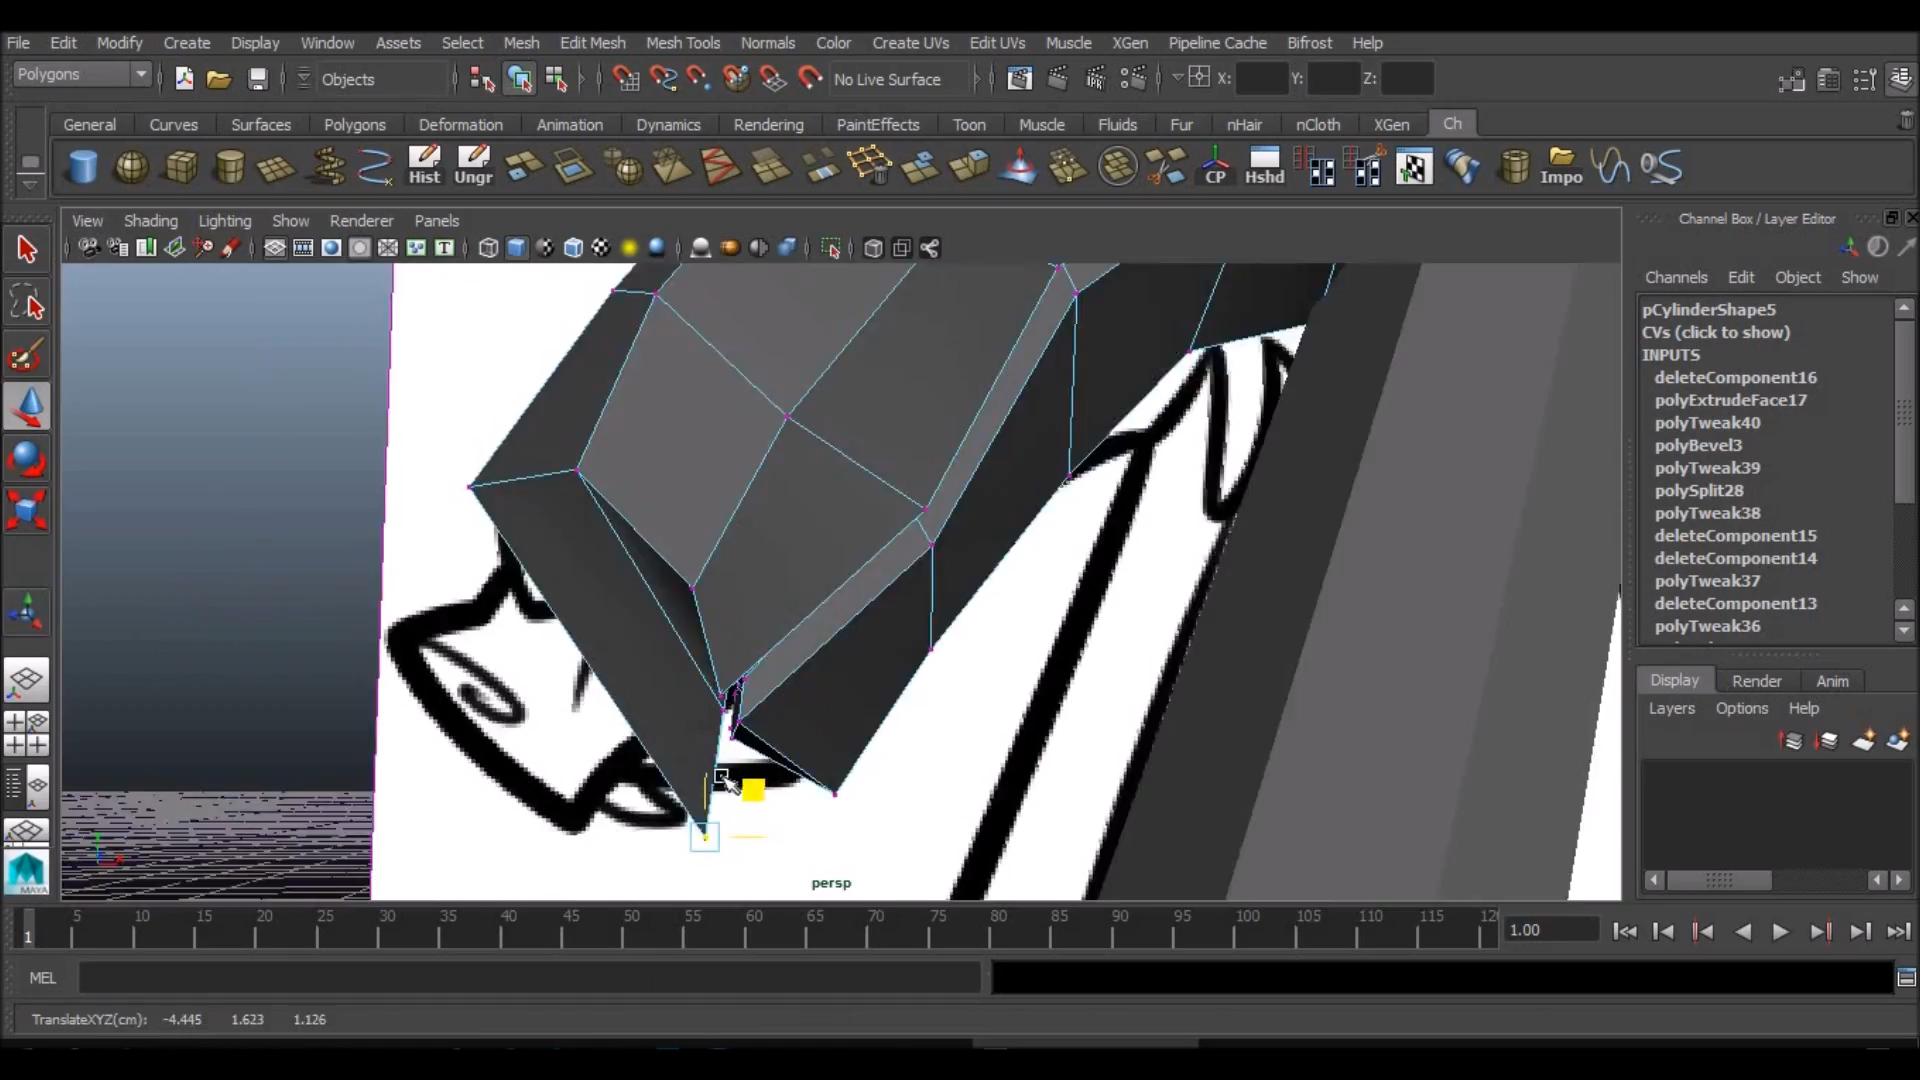 File Edit Modify Create Display Window Assets Select Mesh Edit Mesh Mesh Tools Normals Color Create UVs Edit UVs Muscle XGen Pipeline Cache Bifrost Help
Polygons Objects No Live Surface X: Y: Z:
General Curves Surfaces Polygons Deformation Animation Dynamics Rendering PaintEffects Toon Muscle Fluids Fur nHair nCloth XGen Ch
Hist Ungr CP Hshd Impo
View Shading Lighting Show Renderer Panels
Channel Box / Layer Editor
Channels Edit Object Show
pCylinderShape5
CVs (click to show)
INPUTS
deleteComponent16
polyExtrudeFace17
polyTweak40
polyBevel3
polyTweak39
polySplit28
polyTweak38
deleteComponent15
deleteComponent14
polyTweak37
deleteComponent13
polyTweak36
Display Render Anim
Layers Options Help
persp
MAYA
5 10 15 20 25 30 35 40 45 50 55 60 65 70 75 80 85 90 95 100 105 110 115 12
1 1.00
MEL
TranslateXYZ(cm): -4.445 1.623 1.126